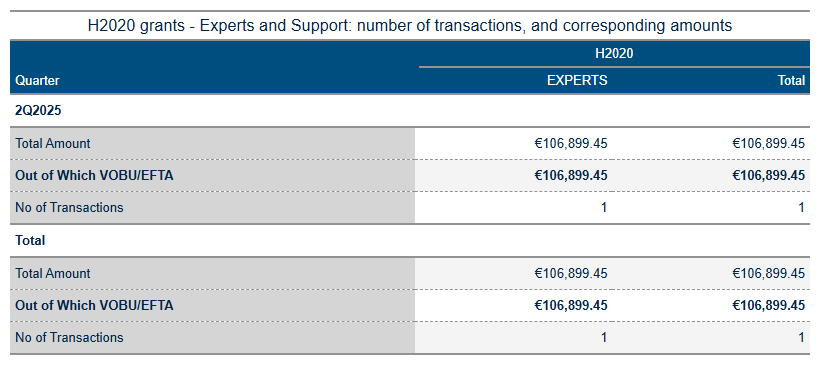 H2020 grants - Experts and Support: number of transactions, and corresponding amounts
H2020
Quarter EXPERTS Total
2Q2025
Total Amount €106,899.45 €106,899.45
Out of Which VOBU/EFTA €106,899.45 €106,899.45
No of Transactions 1 1
Total
Total Amount €106,899.45 €106,899.45
Out of Which VOBU/EFTA €106,899.45 €106,899.45
No of Transactions 1 1